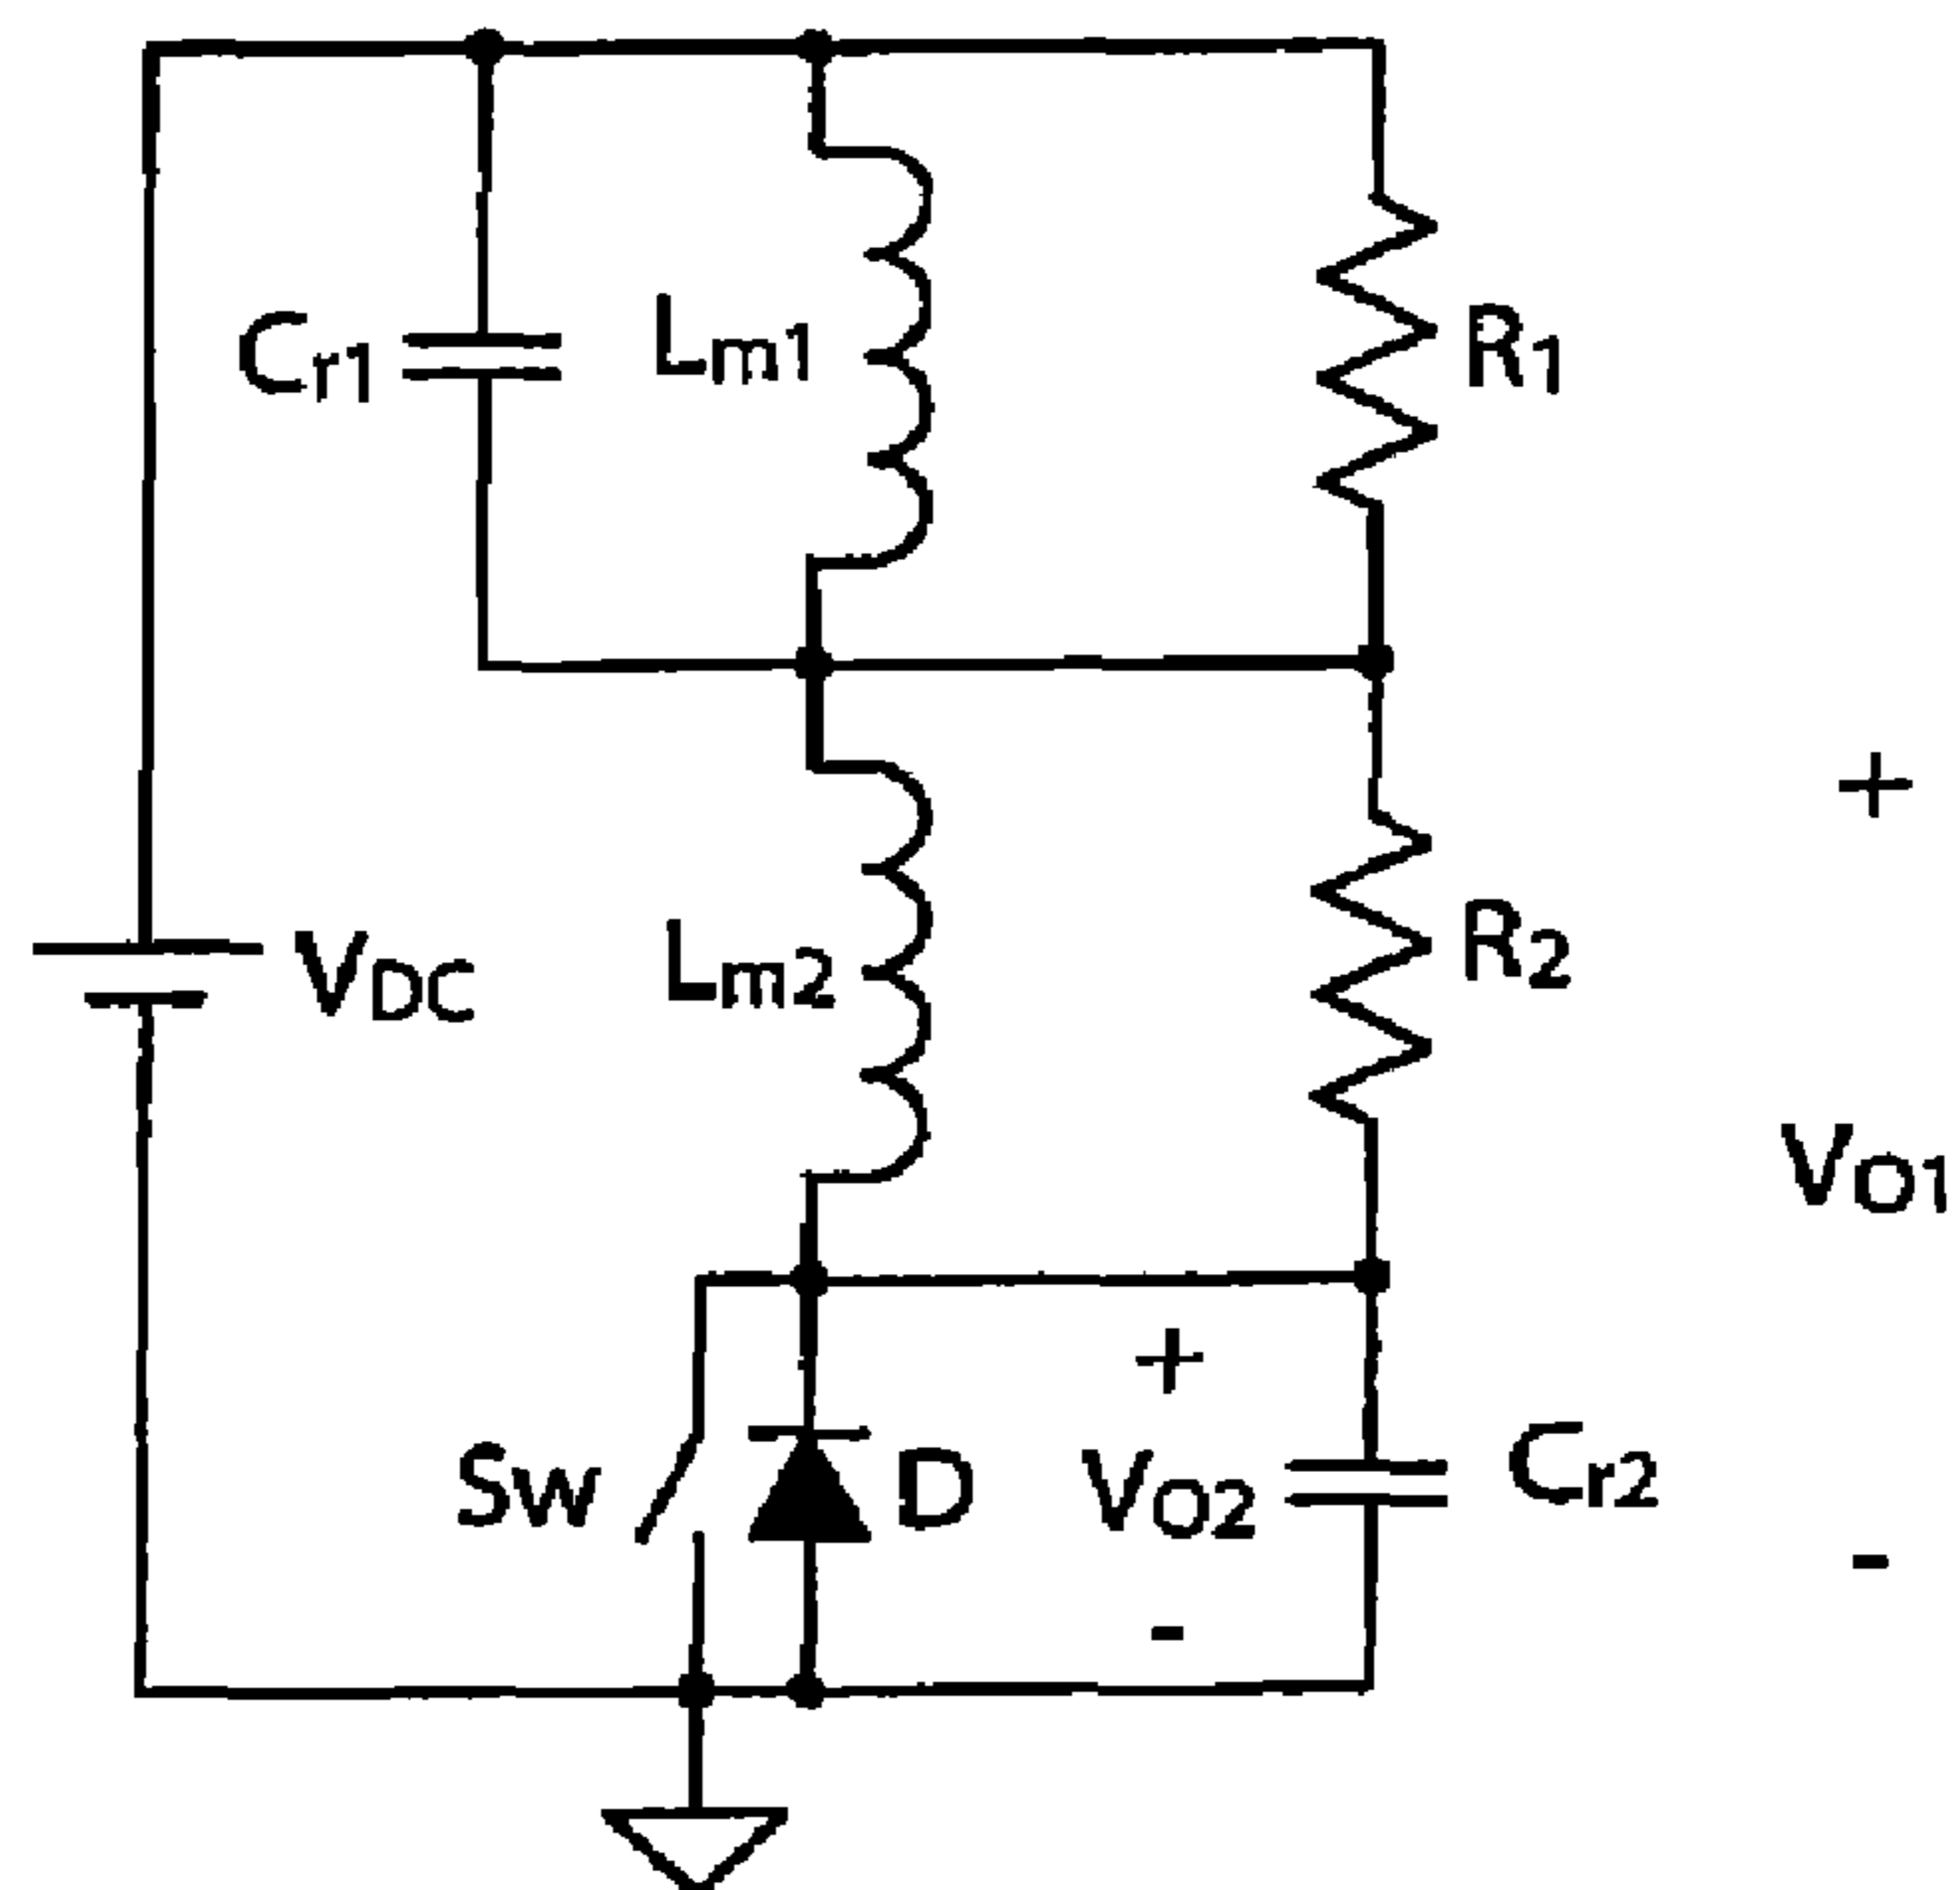 Cr1
Lm1
R1
+
VDC
Lm2
R2
VO1
+
Sw
D
VO2
Cr2
-
-